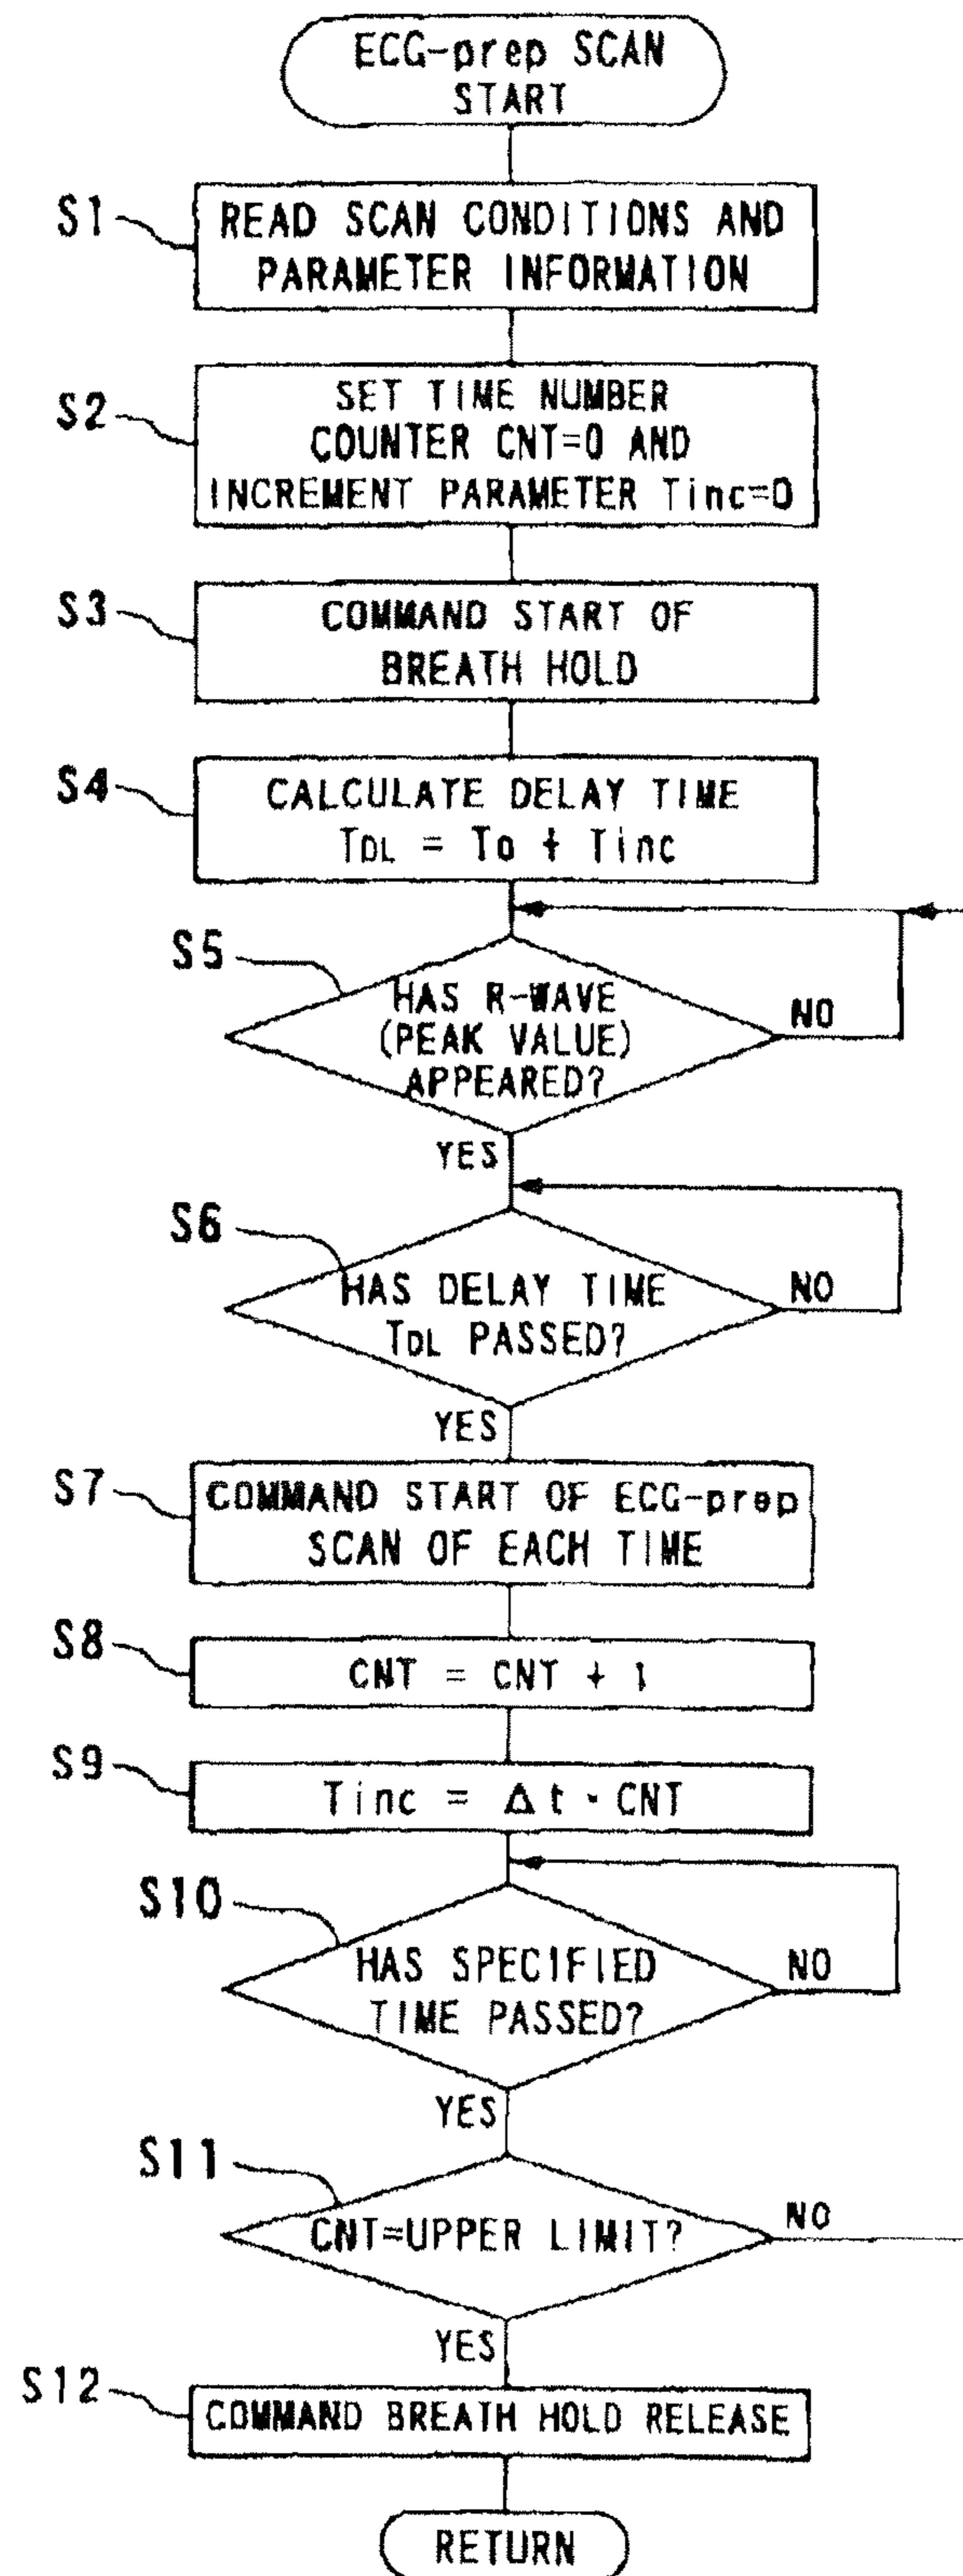 ECG-prep SCAN
START
S1
READ SCAN CONDITIONS AND
PARAMETER INFORMATION
S2
SET TIME NUMBER
COUNTER CNT=0 AND
INCREMENT PARAMETER Tinc=0
S3
COMMAND START OF
BREATH HOLD
S4
CALCULATE DELAY TIME
TDL = To + Tinc
S5
HAS R-WAVE
(PEAK VALUE)
APPEARED?
NO
YES
S6
HAS DELAY TIME
TDL PASSED?
NO
YES
S7
COMMAND START OF ECG-prep
SCAN OF EACH TIME
S8
CNT = CNT + 1
S9
Tinc = Δt · CNT
S10
HAS SPECIFIED
TIME PASSED?
NO
YES
S11
CNT=UPPER LIMIT?
NO
YES
S12
COMMAND BREATH HOLD RELEASE
RETURN